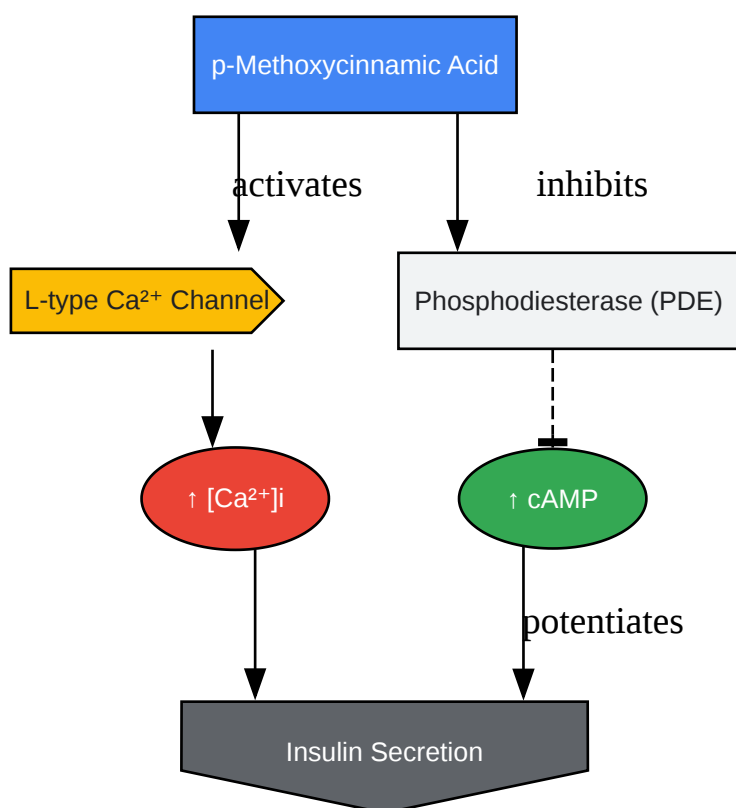 p-Methoxycinnamic Acid
activates
inhibits
L-type Ca²⁺ Channel
Phosphodiesterase (PDE)
↑ [Ca²⁺]i
↑ cAMP
potentiates
Insulin Secretion